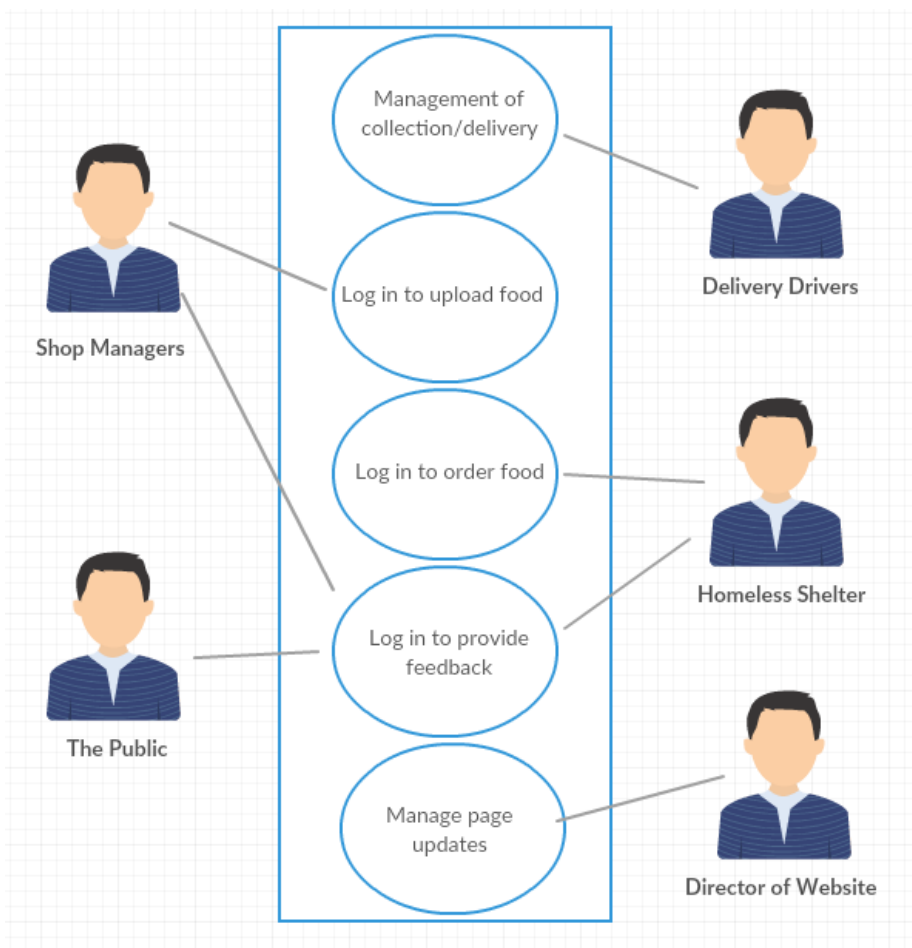 Management of
collection/delivery
Delivery Drivers
Log in to upload food
Shop Managers
Log in to order food
Homeless Shelter
Log in to provide
feedback
The Public
Manage page
updates
Director of Website